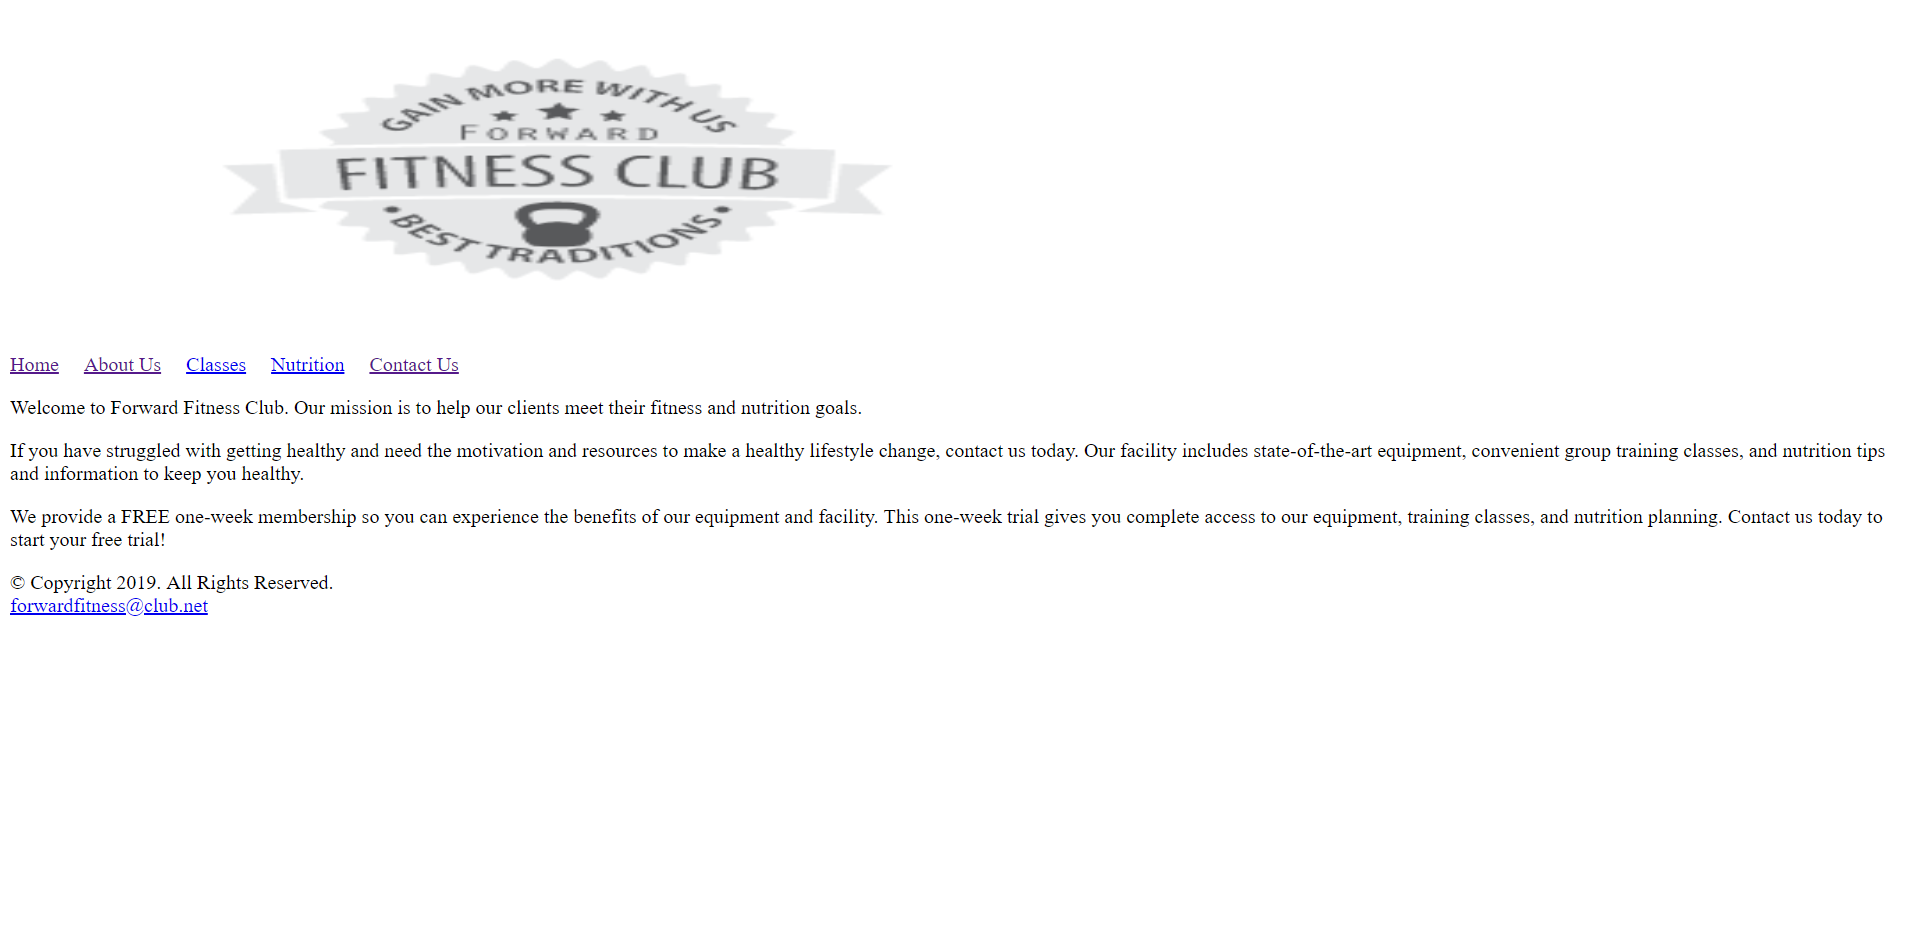 GAIN MORE WITH US
FORWARD
FITNESS CLUB
BEST TRADITIONS
Home About Us Classes Nutrition Contact Us
Welcome to Forward Fitness Club. Our mission is to help our clients meet their fitness and nutrition goals.
If you have struggled with getting healthy and need the motivation and resources to make a healthy lifestyle change, contact us today. Our facility includes state-of-the-art equipment, convenient group training classes, and nutrition tips
and information to keep you healthy.
We provide a FREE one-week membership so you can experience the benefits of our equipment and facility. This one-week trial gives you complete access to our equipment, training classes, and nutrition planning. Contact us today to
start your free trial!
© Copyright 2019. All Rights Reserved.
forwardfitness@club.net